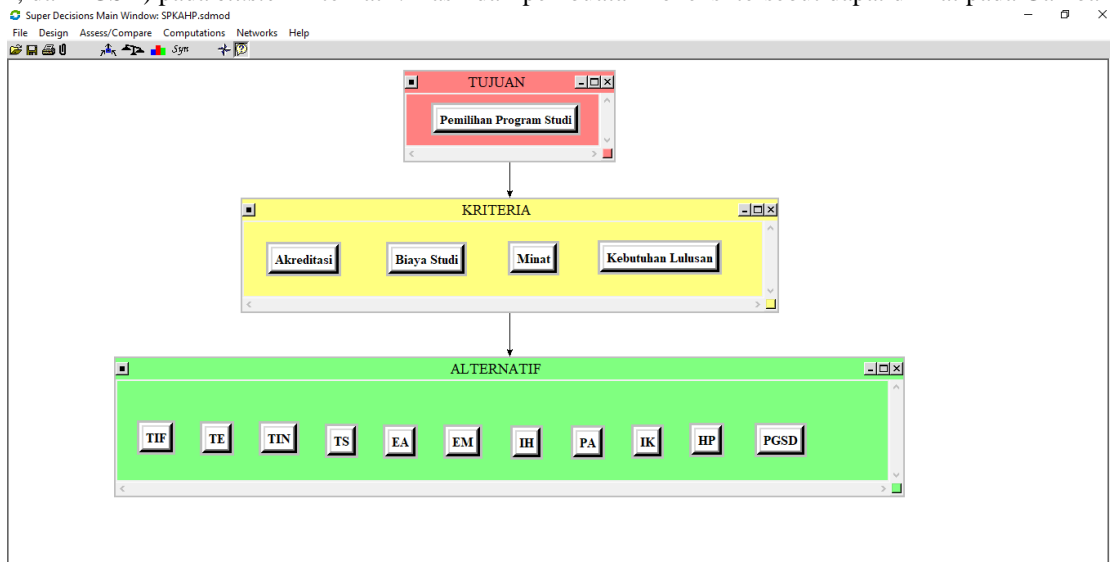 Super Decisions Main Window: SPKAHP.sdmod
File Design Assess/Compare Computations Networks Help
Syn
TUJUAN
Pemilihan Program Studi
KRITERIA
Akreditasi Biaya Studi Minat Kebutuhan Lulusan
ALTERNATIF
TIF TE TIN TS EA EM IH PA IK HP PGSD